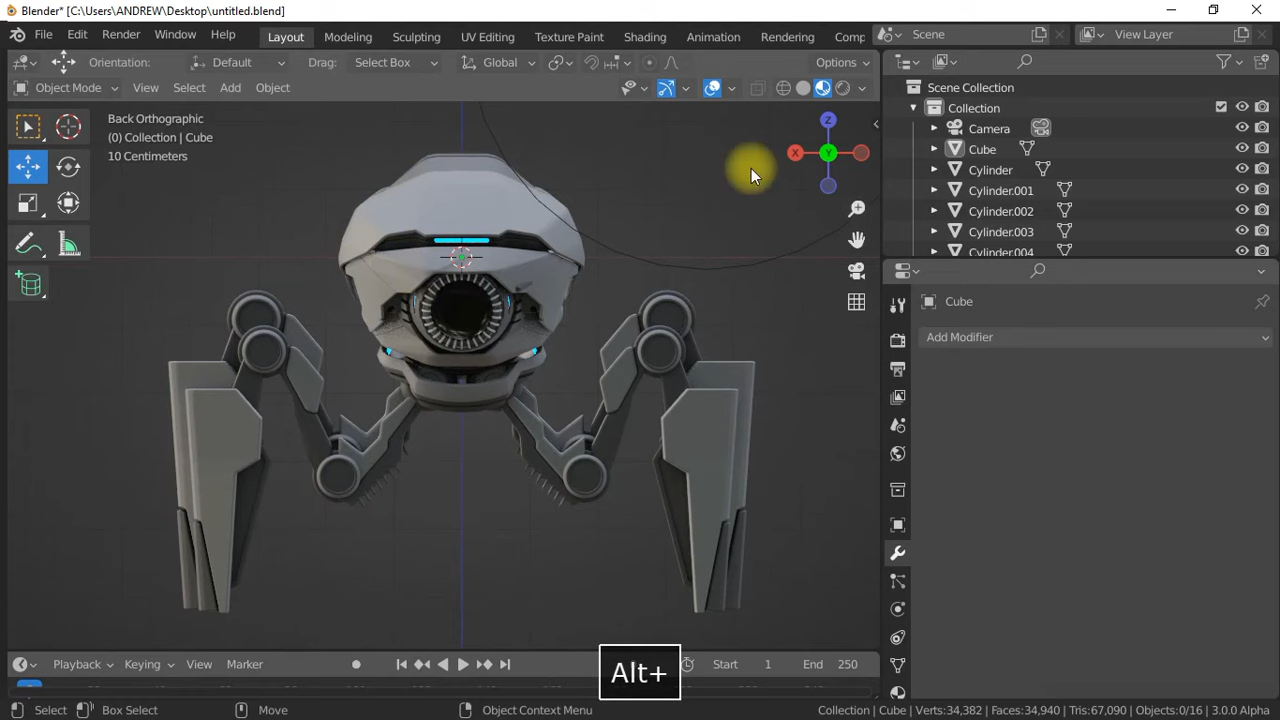 Blender* [C:\Users\ANDREW\Desktop\untitled.blend]
File Edit Render Window Help Layout Modeling Sculpting UV Editing Texture Paint Shading Animation Rendering Comp Scene View Layer
Orientation: Default Drag: Select Box Global Options
Object Mode View Select Add Object
Back Orthographic
(0) Collection | Cube
10 Centimeters
Z
X
Y
Scene Collection
Collection
Camera
Cube
Cylinder
Cylinder.001
Cylinder.002
Cylinder.003
Cylinder.004
Cube
Add Modifier
Playback Keying View Marker Start 1 End 250
Alt+
Select Box Select Move Object Context Menu Collection | Cube | Verts:34,382 | Faces:34,940 | Tris:67,090 | Objects:0/16 | 3.0.0 Alpha